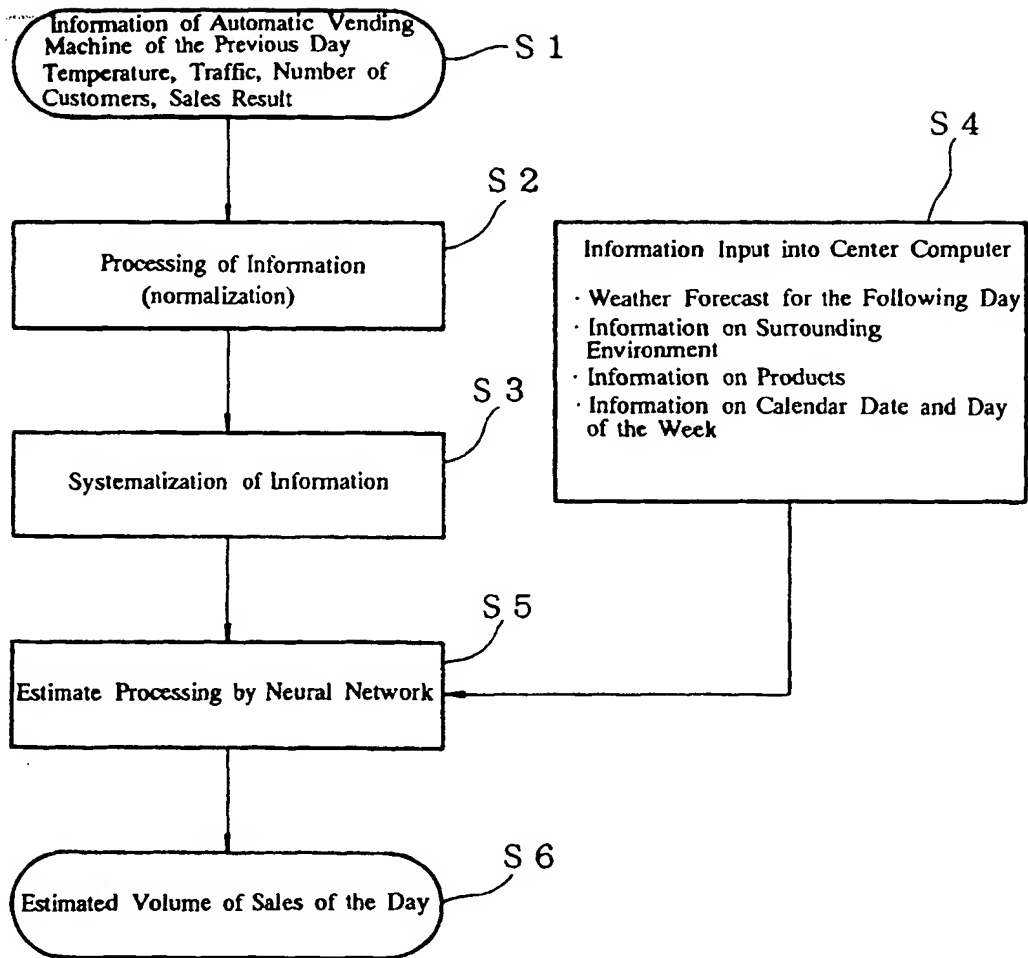 Information of Automatic Vending
Machine of the Previous Day
Temperature, Traffic, Number of
Customers, Sales Result
S 1
S 2
Processing of Information
(normalization)
S 3
Systematization of Information
S 4
Information Input into Center Computer
· Weather Forecast for the Following Day
· Information on Surrounding
Environment
· Information on Products
· Information on Calendar Date and Day
of the Week
S 5
Estimate Processing by Neural Network
S 6
Estimated Volume of Sales of the Day